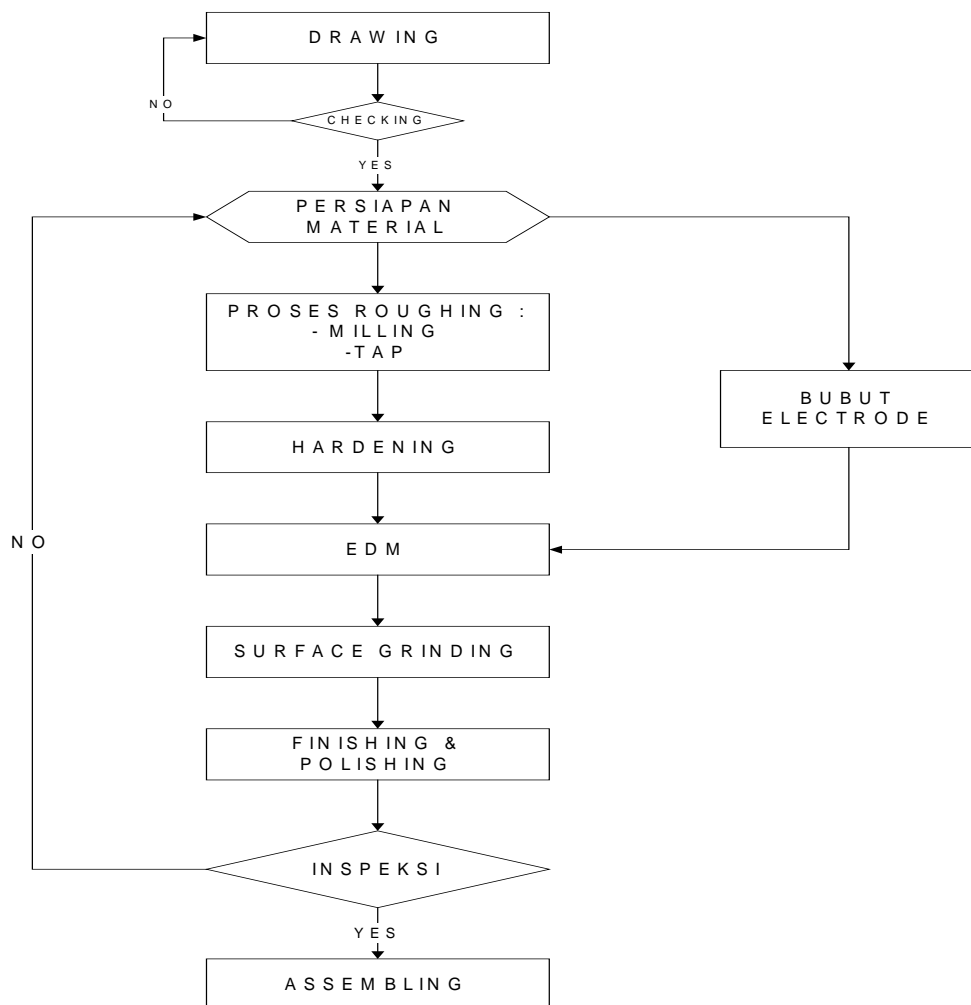 DRAWING
NO
CHECKING
YES
PERSIAPAN
MATERIAL
PROSES ROUGHING :
- MILLING
-TAP
BUBUT
ELECTRODE
HARDENING
NO
EDM
SURFACE GRINDING
FINISHING &
POLISHING
INSPEKSI
YES
ASSEMBLING